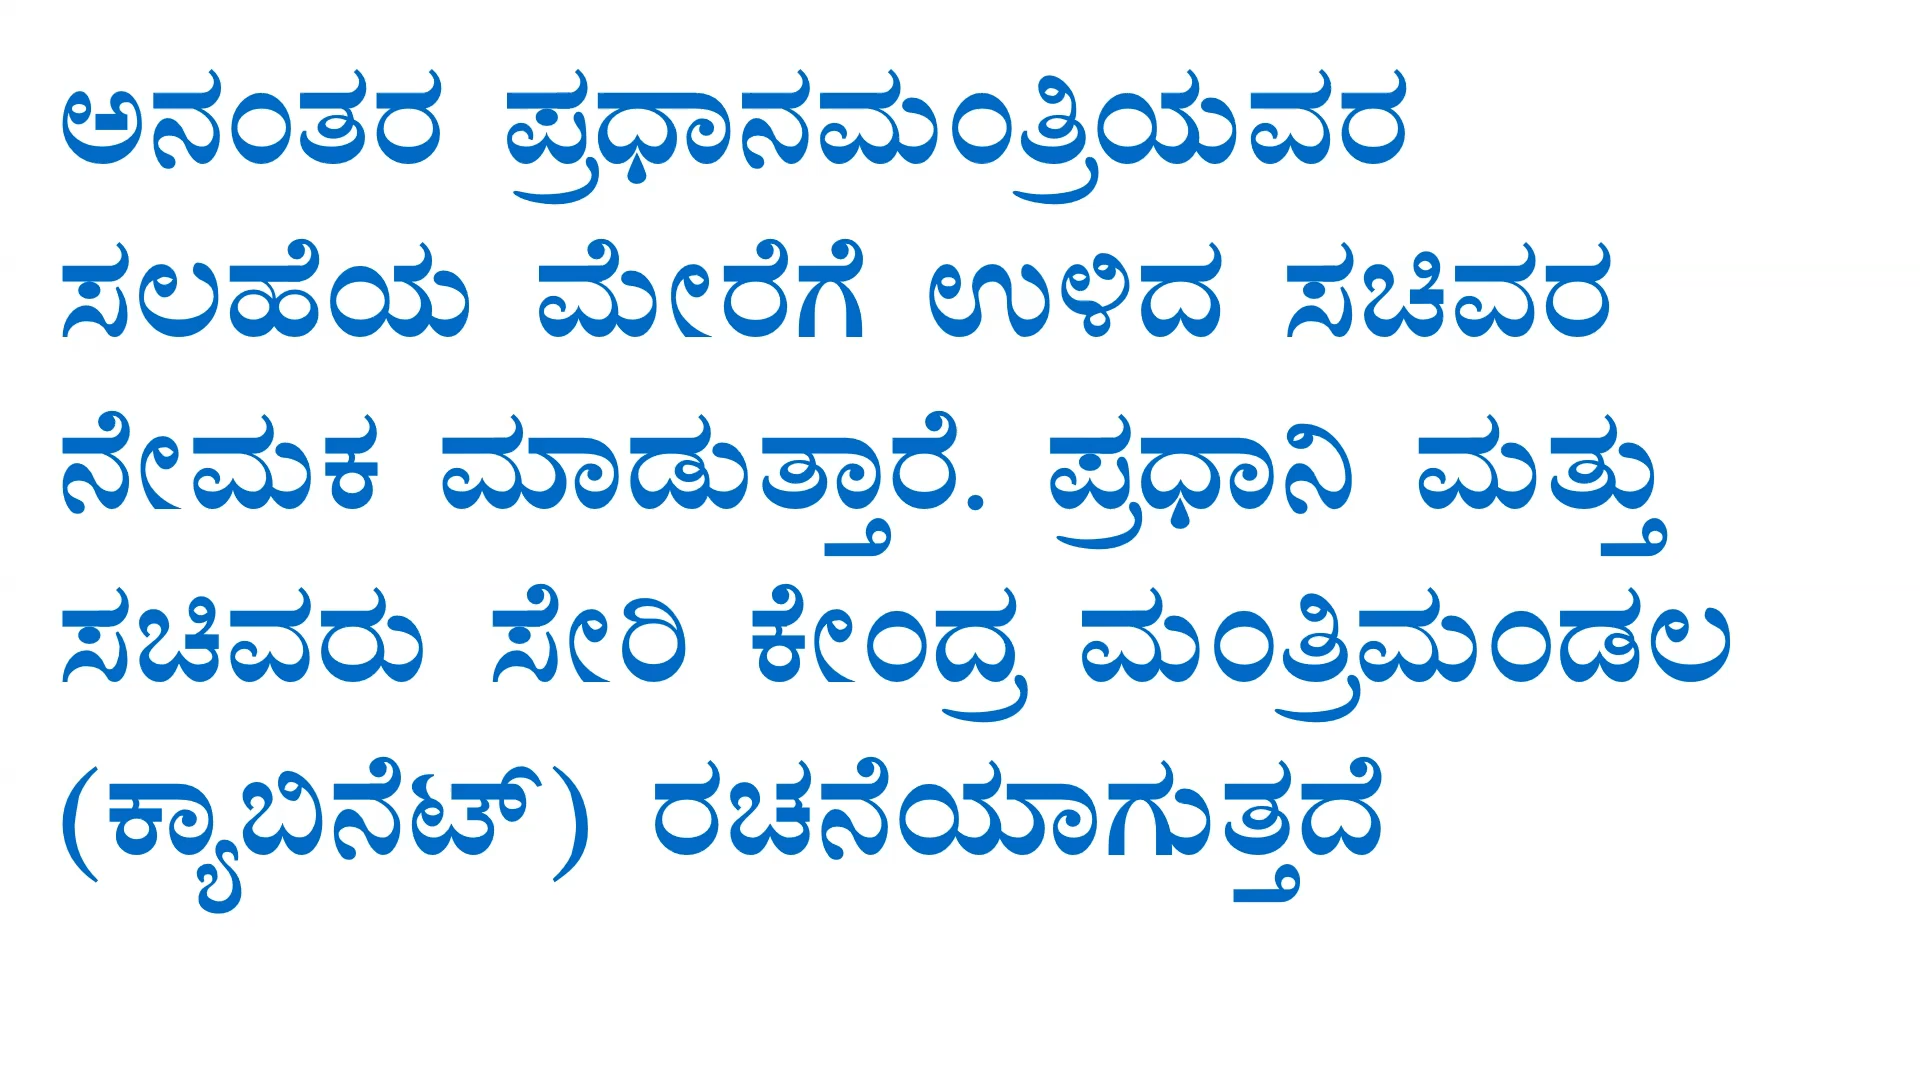 ಅನಂತರ ಪ್ರಧಾನಮಂತ್ರಿಯವರ
ಸಲಹೆಯ ಮೇರೆಗೆ ಉಳಿದ ಸಚಿವರ
ನೇಮಕ ಮಾಡುತ್ತಾರೆ. ಪ್ರಧಾನಿ ಮತ್ತು
ಸಚಿವರು ಸೇರಿ ಕೇಂದ್ರ ಮಂತ್ರಿಮಂಡಲ
(ಕ್ಯಾಬಿನೆಟ್) ರಚನೆಯಾಗುತ್ತದೆ